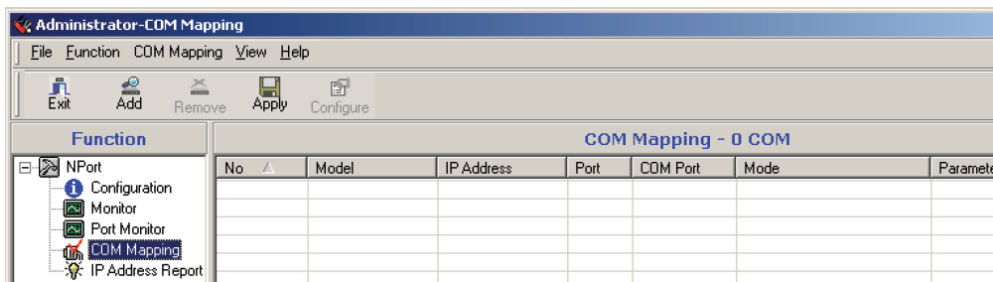 Administrator-COM Mapping
File Function COM Mapping View Help
Exit Add Remove Apply Configure
Function
COM Mapping - 0 COM
No Model IP Address Port COM Port Mode Paramete
NPort
Configuration
Monitor
Port Monitor
COM Mapping
IP Address Report